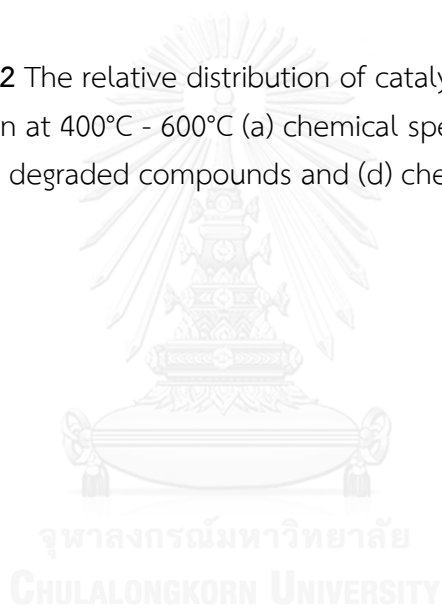 2 The relative distribution of cataly
n at 400°C - 600°C (a) chemical spe
degraded compounds and (d) che
จุฬาลงกรณ์มหาวิทยาลัย
CHULALONGKORN UNIVERSITY